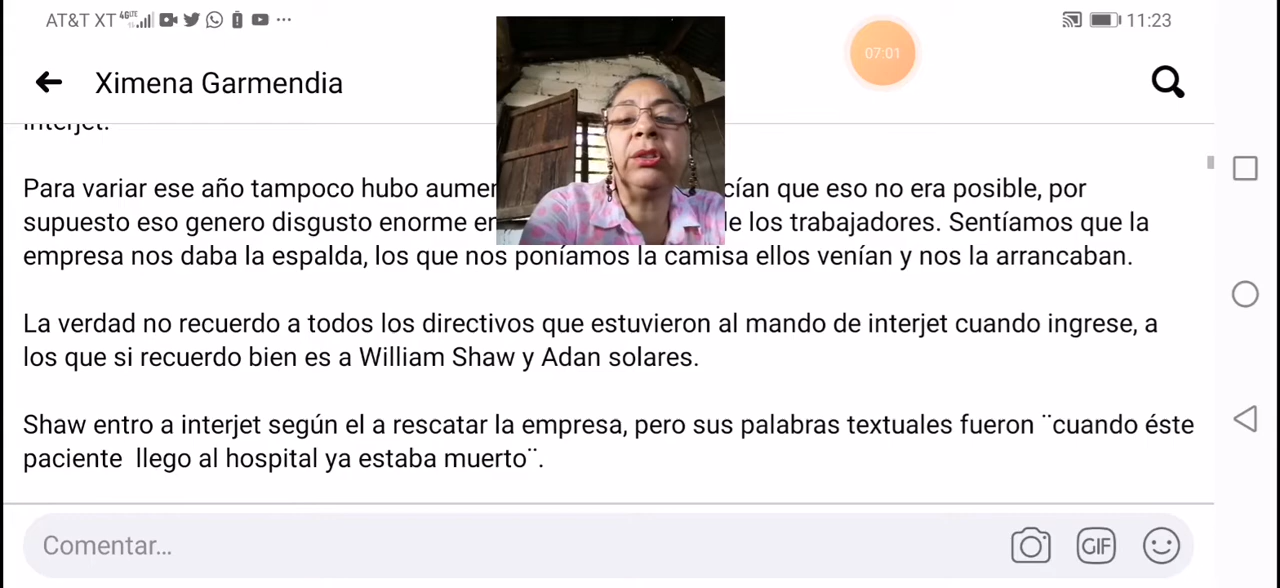 AT&T XT 4G LTE 11:23
07:01
Ximena Garmendia
interjet.
Para variar ese año tampoco hubo cían que eso no era posible, por
supuesto eso genero disgusto enorme de los trabajadores. Sentíamos que la
empresa nos daba la espalda, los que nos poníamos la camisa ellos venían y nos la arrancaban.
La verdad no recuerdo a todos los directivos que estuvieron al mando de interjet cuando ingrese, a
los que si recuerdo bien es a William Shaw y Adan solares.
Shaw entro a interjet según el a rescatar la empresa, pero sus palabras textuales fueron ¨cuando éste
paciente llego al hospital ya estaba muerto¨.
Comentar...
GIF